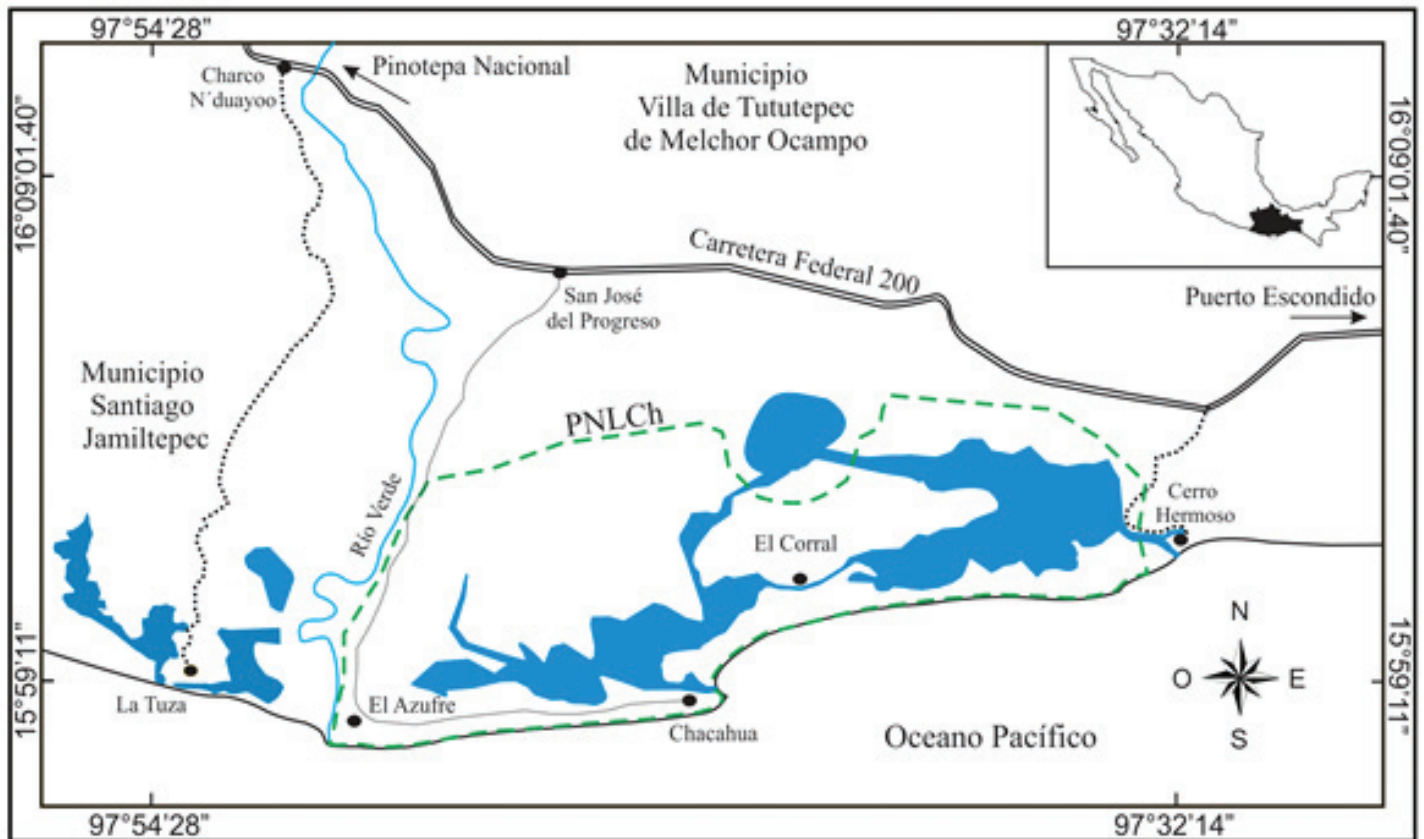 97°54’28”
97°32’14”
Charco
N´duayoo
Pinotepa Nacional
Municipio
Villa de Tututepec
de Melchor Ocampo
16°09’01.40”
16°09’01.40”
Carretera Federal 200
San José
del Progreso
Puerto Escondido
Municipio
Santiago
Jamiltepec
PNLCh
Río Verde
Cerro
Hermoso
El Corral
N
O
E
S
15°59’11”
15°59’11”
La Tuza
El Azufre
Chacahua
Oceano Pacífico
97°54’28”
97°32’14”